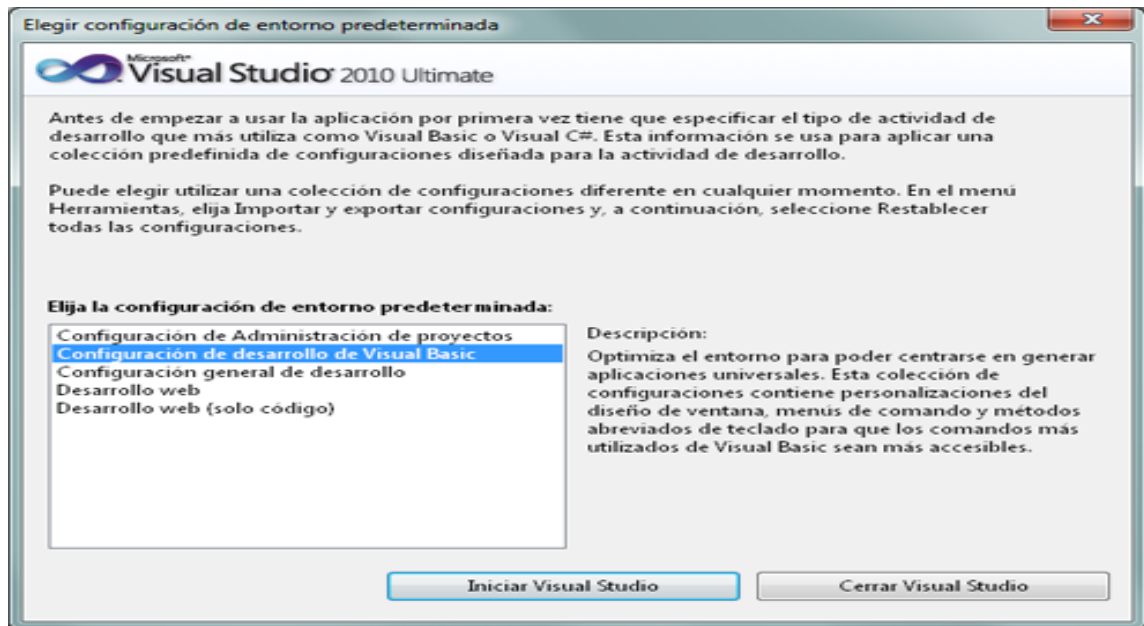 Elegir configuración de entorno predeterminada
Microsoft®
Visual Studio 2010 Ultimate
Antes de empezar a usar la aplicación por primera vez tiene que especificar el tipo de actividad de
desarrollo que más utiliza como Visual Basic o Visual C#. Esta información se usa para aplicar una
colección predefinida de configuraciones diseñada para la actividad de desarrollo.
Puede elegir utilizar una colección de configuraciones diferente en cualquier momento. En el menú
Herramientas, elija Importar y exportar configuraciones y, a continuación, seleccione Restablecer
todas las configuraciones.
Elija la configuración de entorno predeterminada:
Configuración de Administración de proyectos
Configuración de desarrollo de Visual Basic
Configuración general de desarrollo
Desarrollo web
Desarrollo web (solo código)
Descripción:
Optimiza el entorno para poder centrarse en generar
aplicaciones universales. Esta colección de
configuraciones contiene personalizaciones del
diseño de ventana, menús de comando y métodos
abreviados de teclado para que los comandos más
utilizados de Visual Basic sean más accesibles.
Iniciar Visual Studio
Cerrar Visual Studio